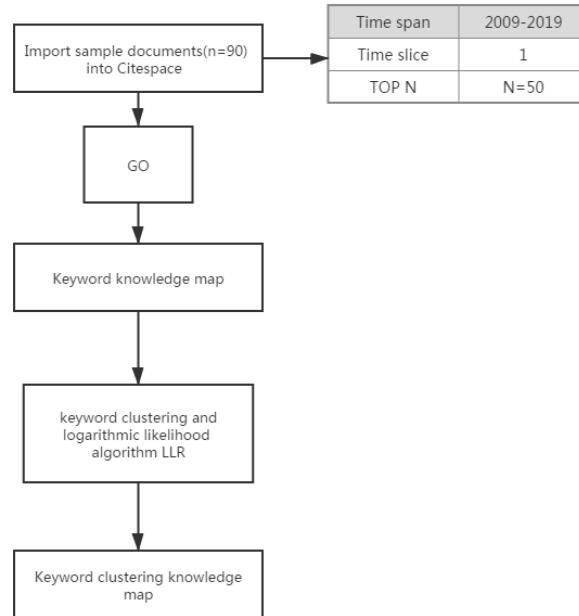 Import sample documents(n=90)
into Citespace
Time span 2009-2019
Time slice 1
TOP N N=50
GO
Keyword knowledge map
keyword clustering and
logarithmic likelihood
algorithm LLR
Keyword clustering knowledge
map